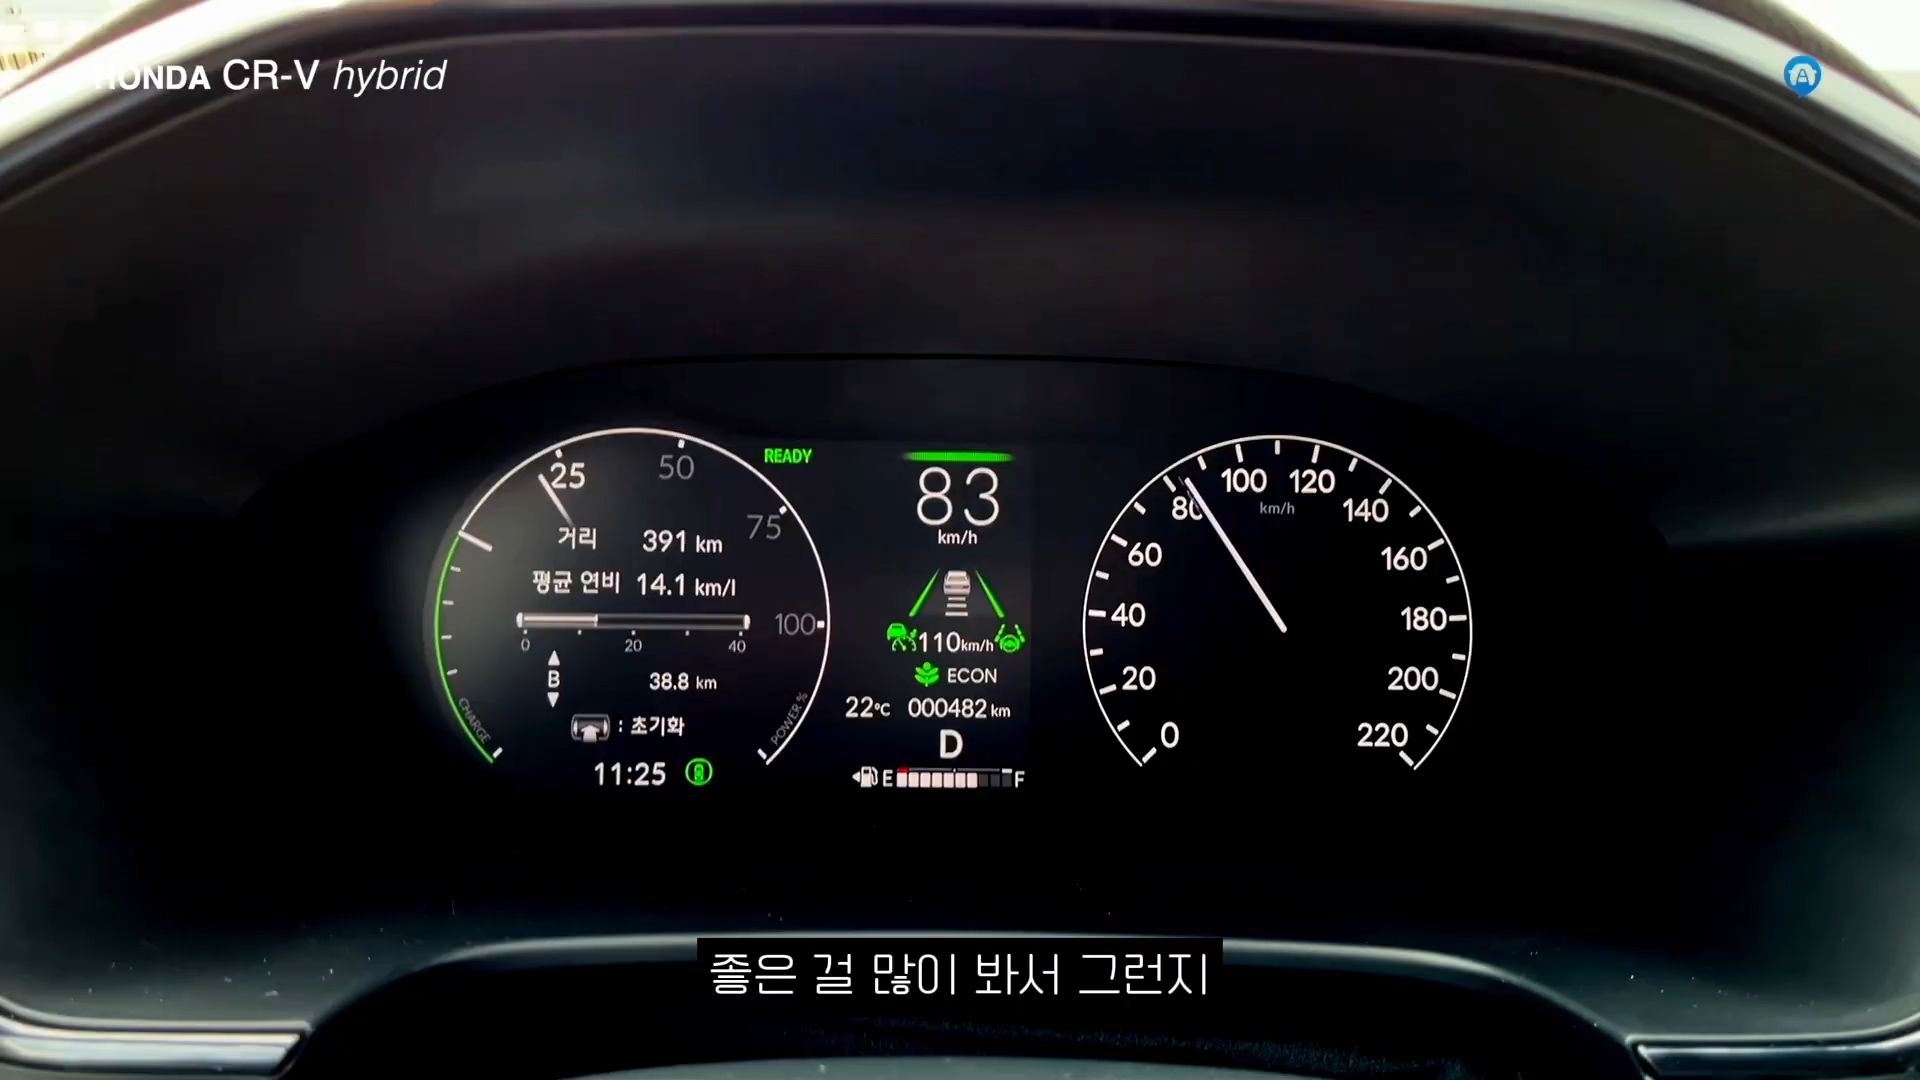 HONDA CR-V hybrid
25
50
75
100
READY
거리 391 km
평균 연비 14.1 km/l
0 20 40
B 38.8 km
: 초기화
11:25
CHARGE
POWER %
83
km/h
110km/h
ECON
22°C 000482 km
D
E F
0
20
40
60
80
100
120
140
160
180
200
220
km/h
좋은 걸 많이 봐서 그런지